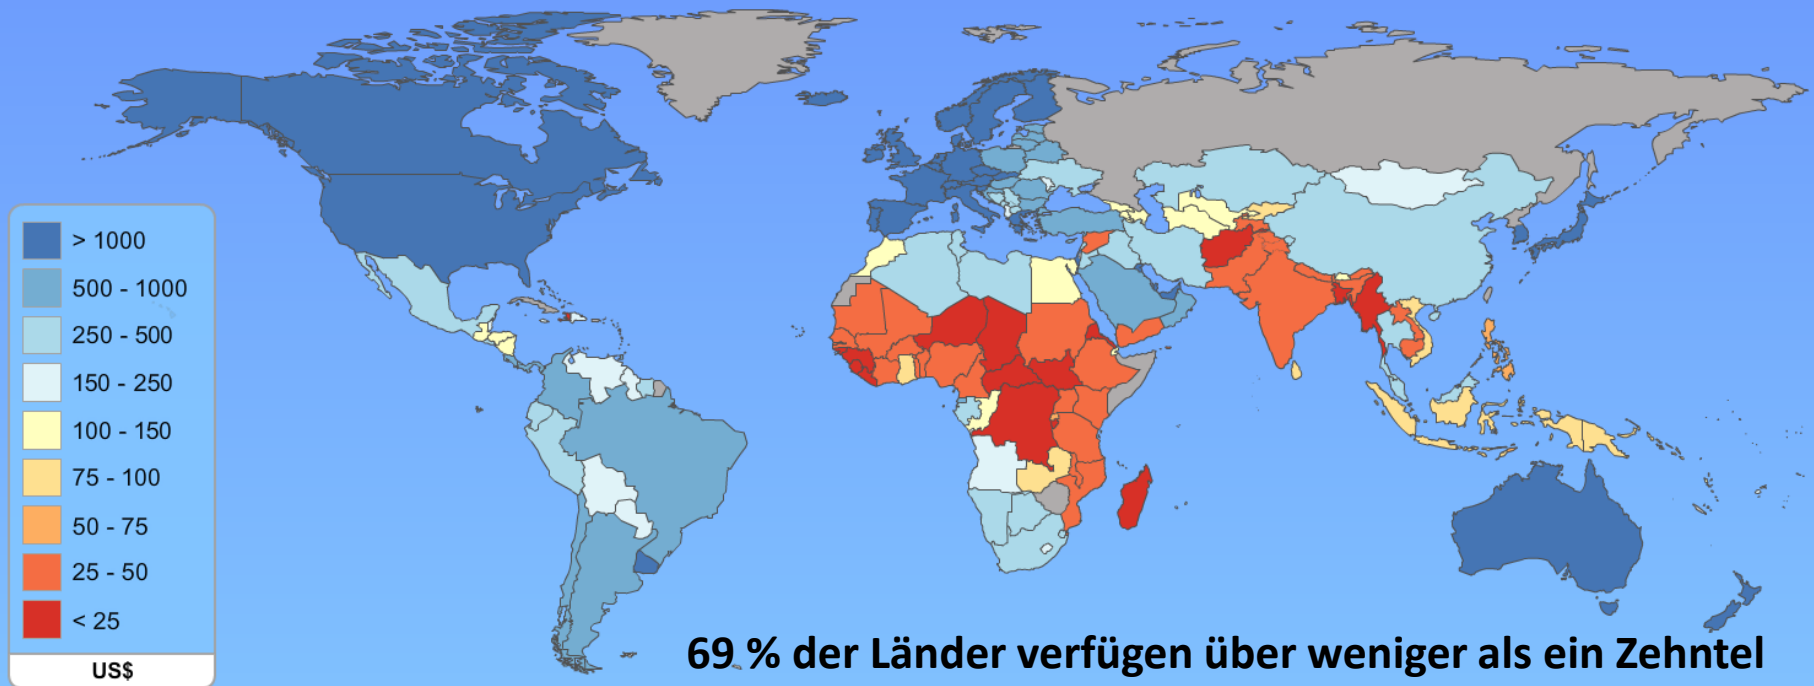 > 1000
500 - 1000
250 - 500
150 - 250
100 - 150
75 - 100
50 - 75
25 - 50
< 25
US$
69 % der Länder verfügen über weniger als ein Zehntel